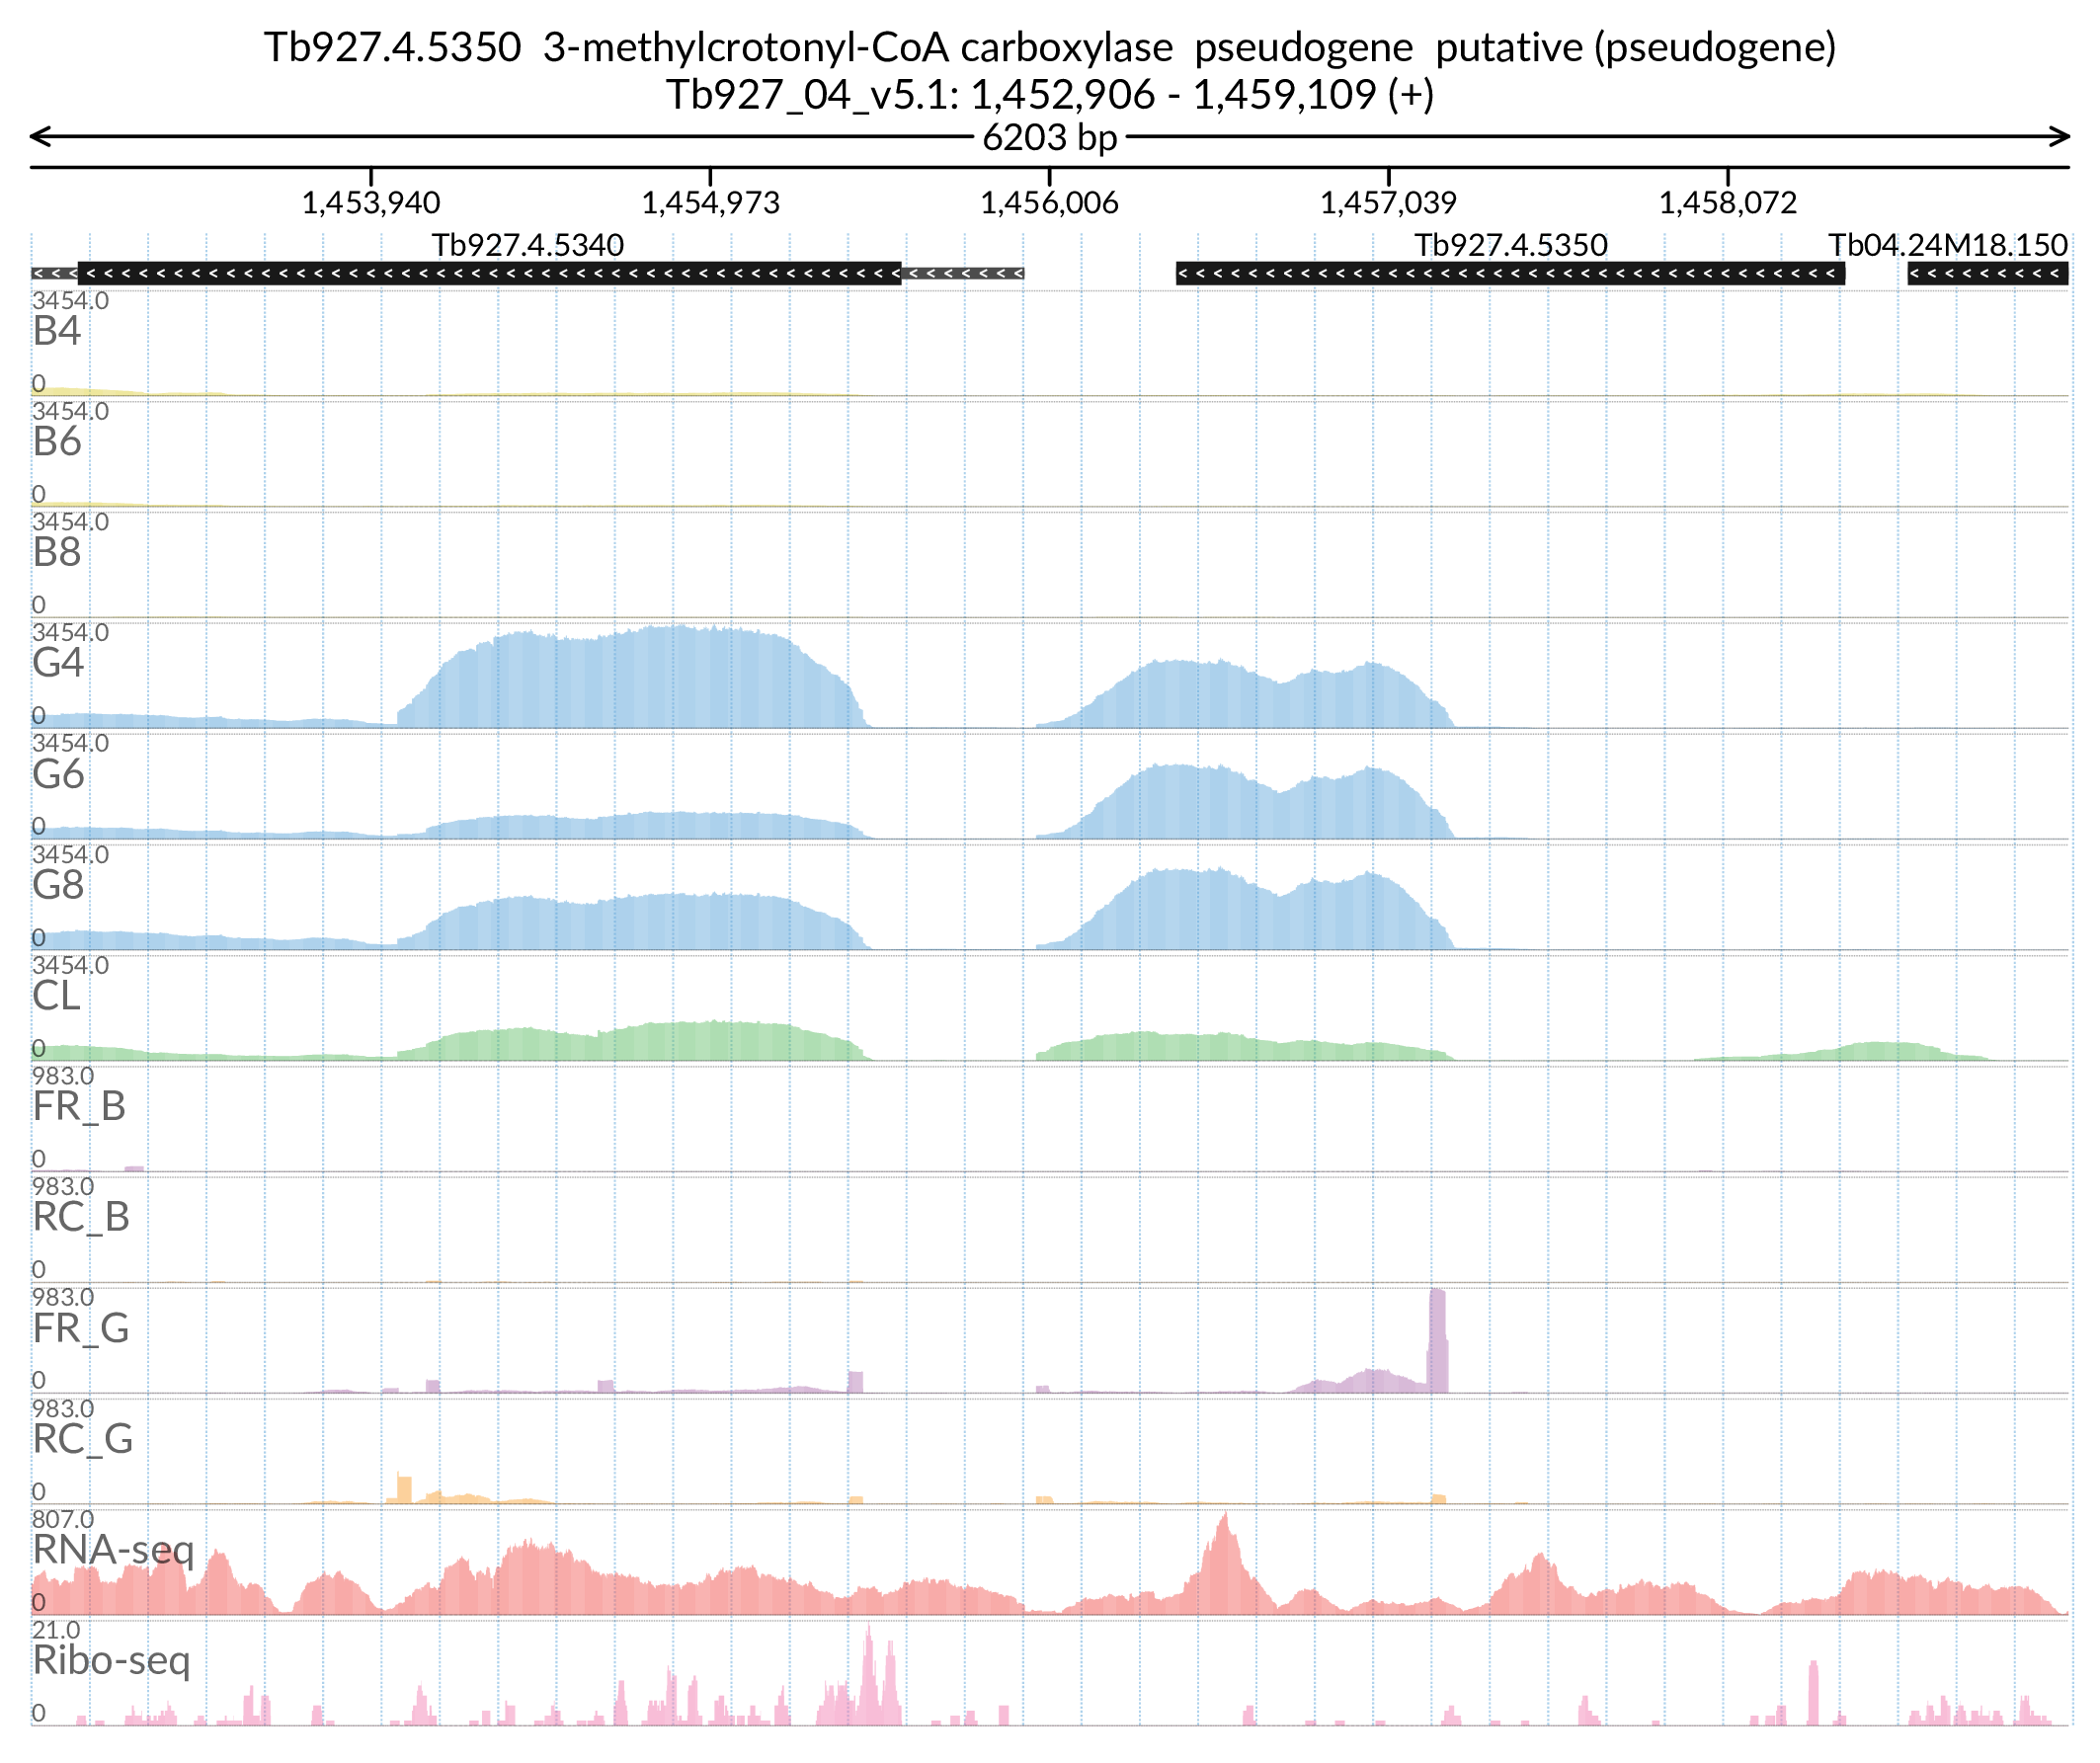 Tb927.4.5350  3-methylcrotonyl-CoA carboxylase  pseudogene  putative (pseudogene)
Tb927_04_v5.1: 1,452,906 - 1,459,109 (+)
6203 bp
1,453,940 1,454,973 1,456,006 1,457,039 1,458,072
Tb927.4.5340 Tb927.4.5350 Tb04.24M18.150
3454.0
B4
0
3454.0
B6
0
3454.0
B8
0
3454.0
G4
0
3454.0
G6
0
3454.0
G8
0
3454.0
CL
0
983.0
FR_B
0
983.0
RC_B
0
983.0
FR_G
0
983.0
RC_G
0
807.0
RNA-seq
0
21.0
Ribo-seq
0